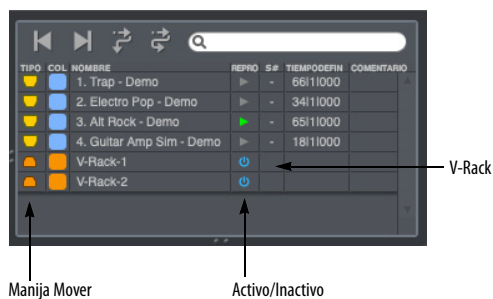 TIPO COL NOMBRE REPRO S# TIEMPODEFIN COMENTARIO
1. Trap - Demo - 66|1|000
2. Electro Pop - Demo - 34|1|000
3. Alt Rock - Demo - 65|1|000
4. Guitar Amp Sim - Demo - 18|1|000
V-Rack-1
V-Rack-2
V-Rack
Manija Mover
Activo/Inactivo